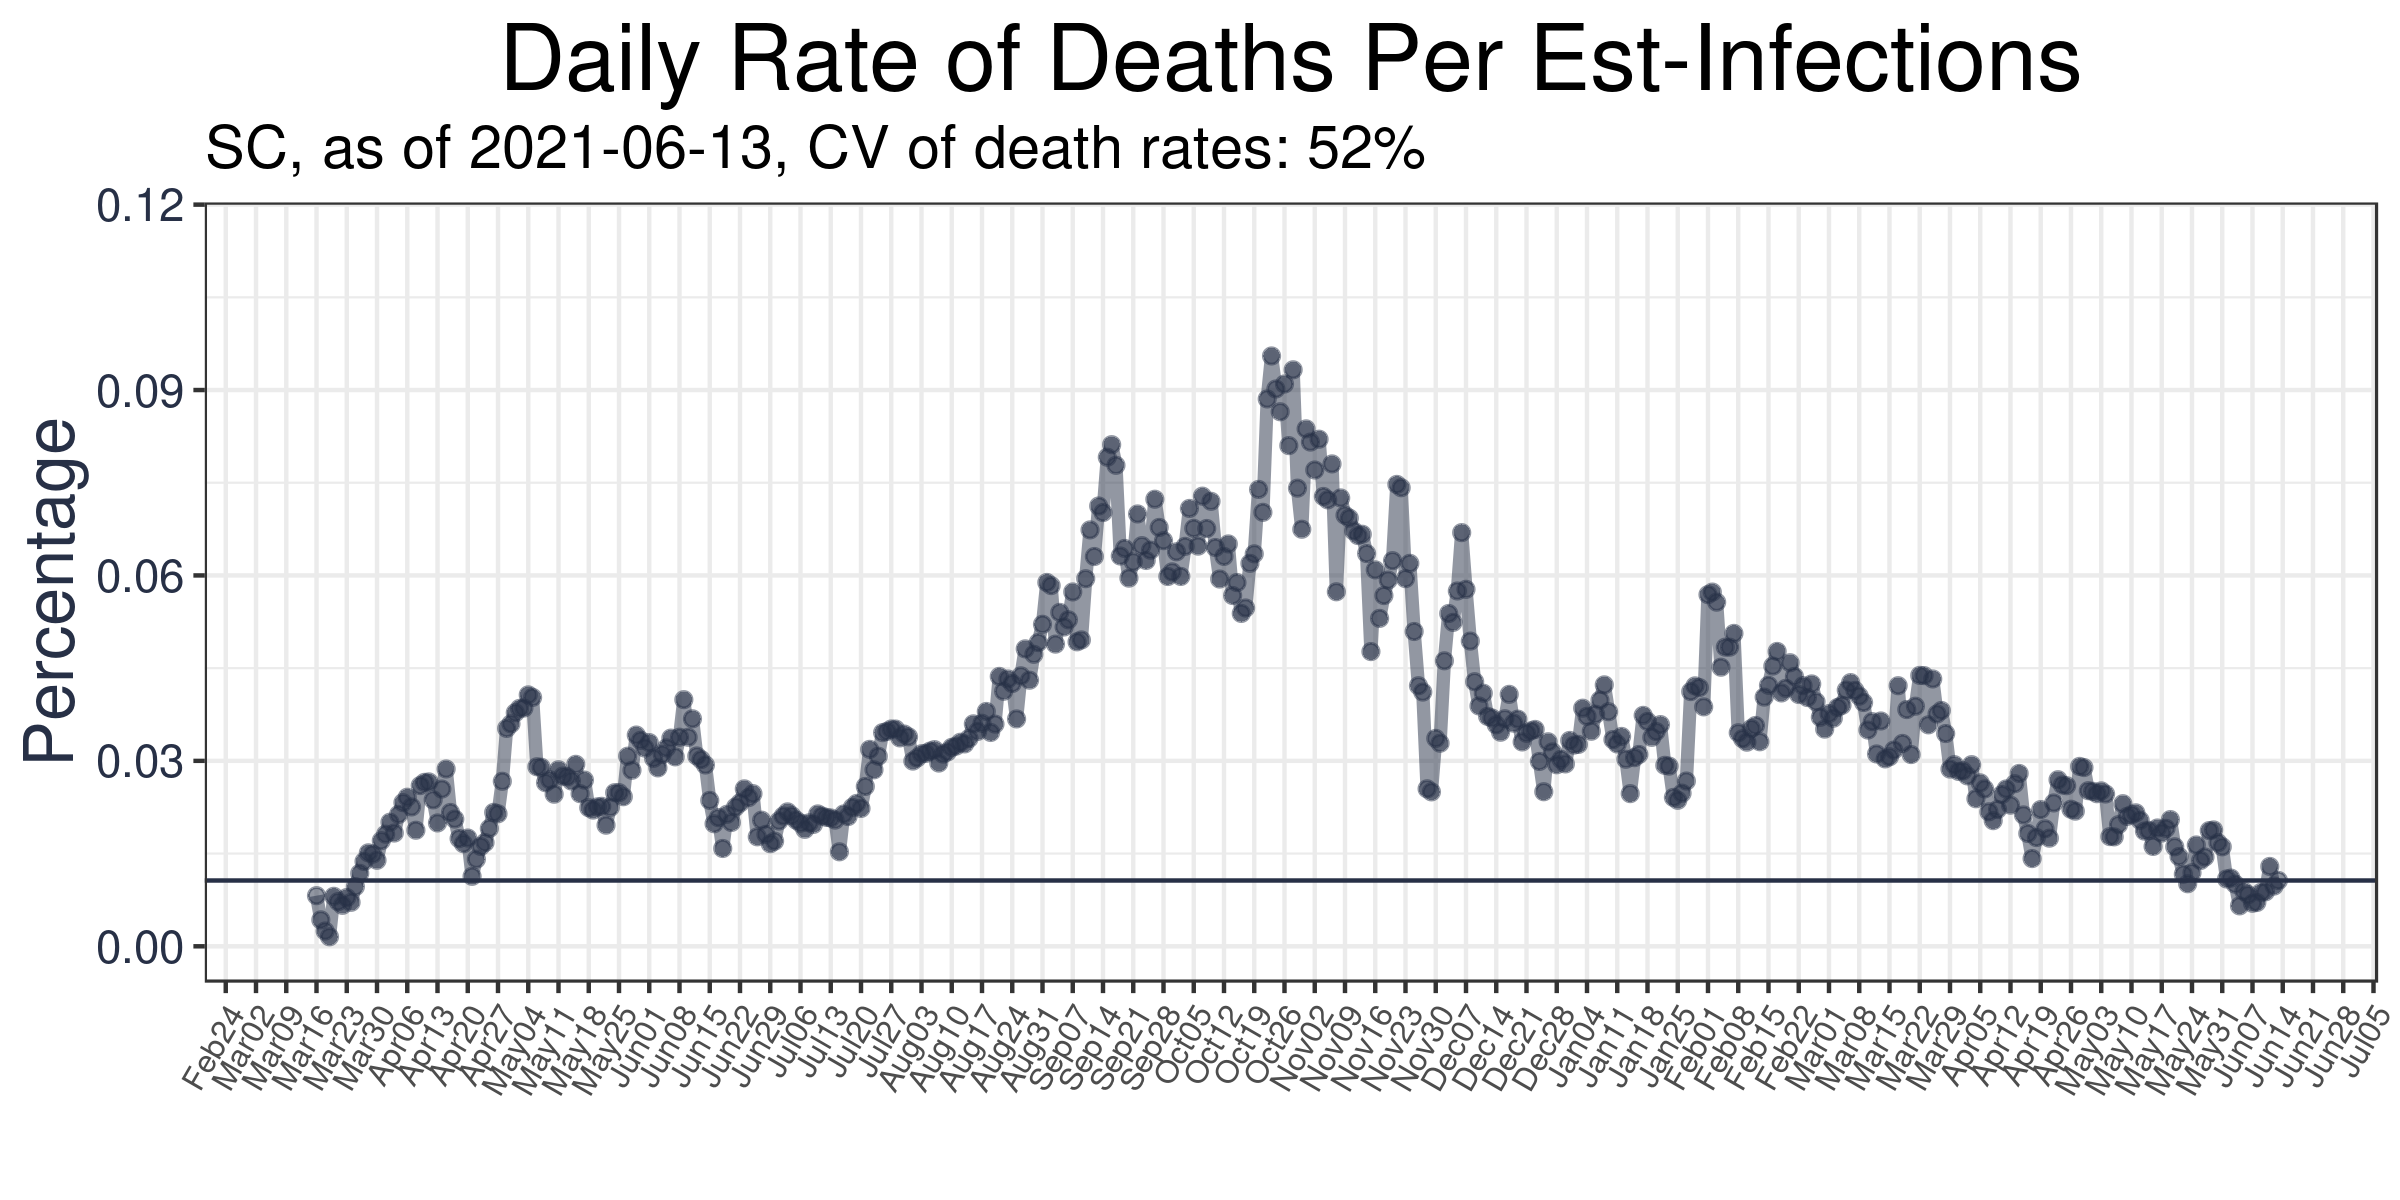 Daily Rate of Deaths Per Est-Infections
SC, as of 2021-06-13, CV of death rates: 52%
Percentage
0.12
0.09
0.06
0.03
0.00
Feb24
Mar02
Mar09
Mar16
Mar23
Mar30
Apr06
Apr13
Apr20
Apr27
May04
May11
May18
May25
Jun01
Jun08
Jun15
Jun22
Jun29
Jul06
Jul13
Jul20
Jul27
Aug03
Aug10
Aug17
Aug24
Aug31
Sep07
Sep14
Sep21
Sep28
Oct05
Oct12
Oct19
Oct26
Nov02
Nov09
Nov16
Nov23
Nov30
Dec07
Dec14
Dec21
Dec28
Jan04
Jan11
Jan18
Jan25
Feb01
Feb08
Feb15
Feb22
Mar01
Mar08
Mar15
Mar22
Mar29
Apr05
Apr12
Apr19
Apr26
May03
May10
May17
May24
May31
Jun07
Jun14
Jun21
Jun28
Jul05